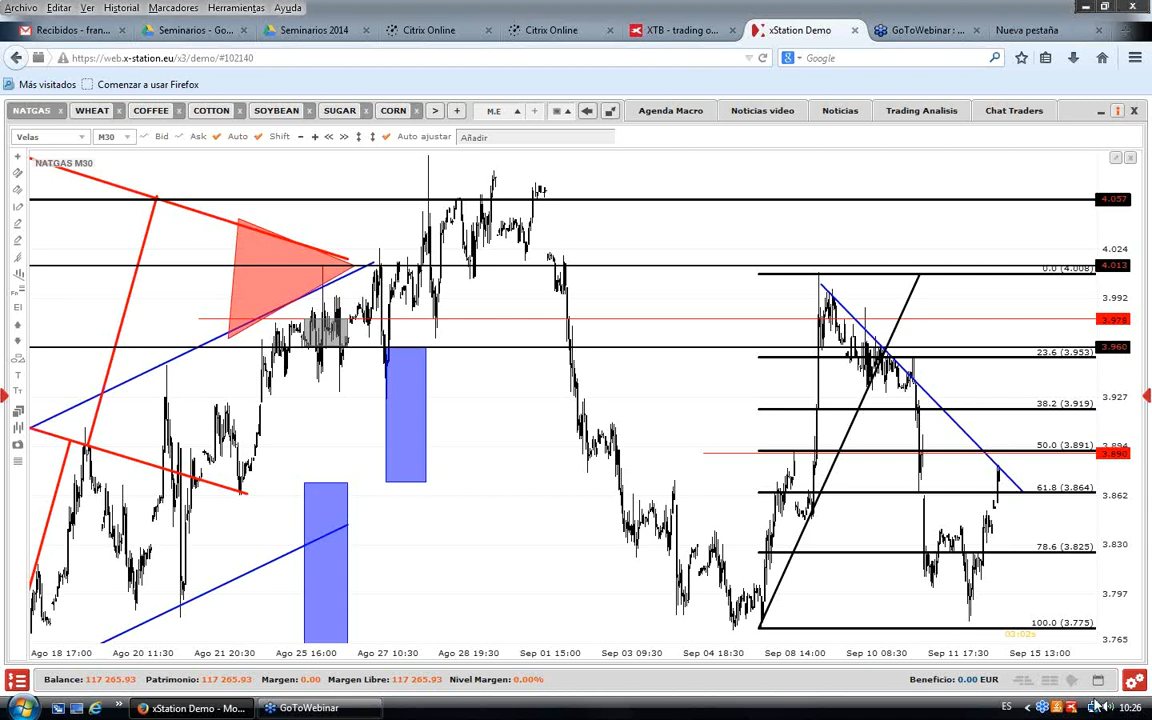 Archivo Ver Historial Marcadores Herramientas Ayuda
Recibidos - fran... Seminarios - Go... Seminarios 2014 Citrix Online Citrix Online XTB - trading o... xStation Demo GoToWebinar : ... Nueva pestaña
https://web.x-station.eu/x3/demo/#102140 Google
Más visitados Comenzar a usar Firefox
NATGAS WHEAT COFFEE COTTON SOYBEAN SUGAR CORN > + M.E Agenda Macro Noticias video Noticias Trading Analisis Chat Traders
Velas M30 Bid Ask Auto Shift Auto ajustar Añadir
NATGAS M30
4.057
4.024
4.013
0.0 (4.008)
3.992
3.976
3.960
23.6 (3.953)
3.927
38.2 (3.919)
3.894
50.0 (3.891)
3.890
61.8 (3.864)
3.862
3.830
78.6 (3.825)
3.797
100.0 (3.775)
03:02s
3.765
Ago 18 17:00 Ago 20 11:30 Ago 21 20:30 Ago 25 16:00 Ago 27 10:30 Ago 28 19:30 Sep 01 15:00 Sep 03 09:30 Sep 04 18:30 Sep 08 14:00 Sep 10 09:30 Sep 11 17:30 Sep 15 13:00
Balance: 117 265.93 Patrimonio: 117 265.93 Margen: 0.00 Margen Libre: 117 265.93 Nivel Margen: 0.00% Beneficio: 0.00 EUR
xStation Demo - Mo... GoToWebinar ES 10:26